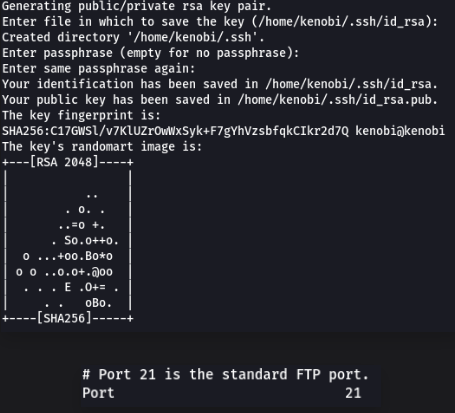 Generating public/private rsa key pair.
Enter file in which to save the key (/home/kenobi/.ssh/id_rsa):
Created directory '/home/kenobi/.ssh'.
Enter passphrase (empty for no passphrase):
Enter same passphrase again:
Your identification has been saved in /home/kenobi/.ssh/id_rsa.
Your public key has been saved in /home/kenobi/.ssh/id_rsa.pub.
The key fingerprint is:
SHA256:C17GWSl/v7KlUZrOwWxSyk+F7gYhVzsbfqkCIkr2d7Q kenobi@kenobi
The key's randomart image is:
+---[RSA 2048]----+
|                 |
|           ..    |
|        . o. .   |
|       ..=o +.   |
|      . So.o++o. |
|  o ...+oo.Bo*o  |
| o o ..o.o+.@oo  |
|  . . . E .O+= . |
|     . .   oBo.  |
+----[SHA256]-----+
# Port 21 is the standard FTP port.
Port                            21